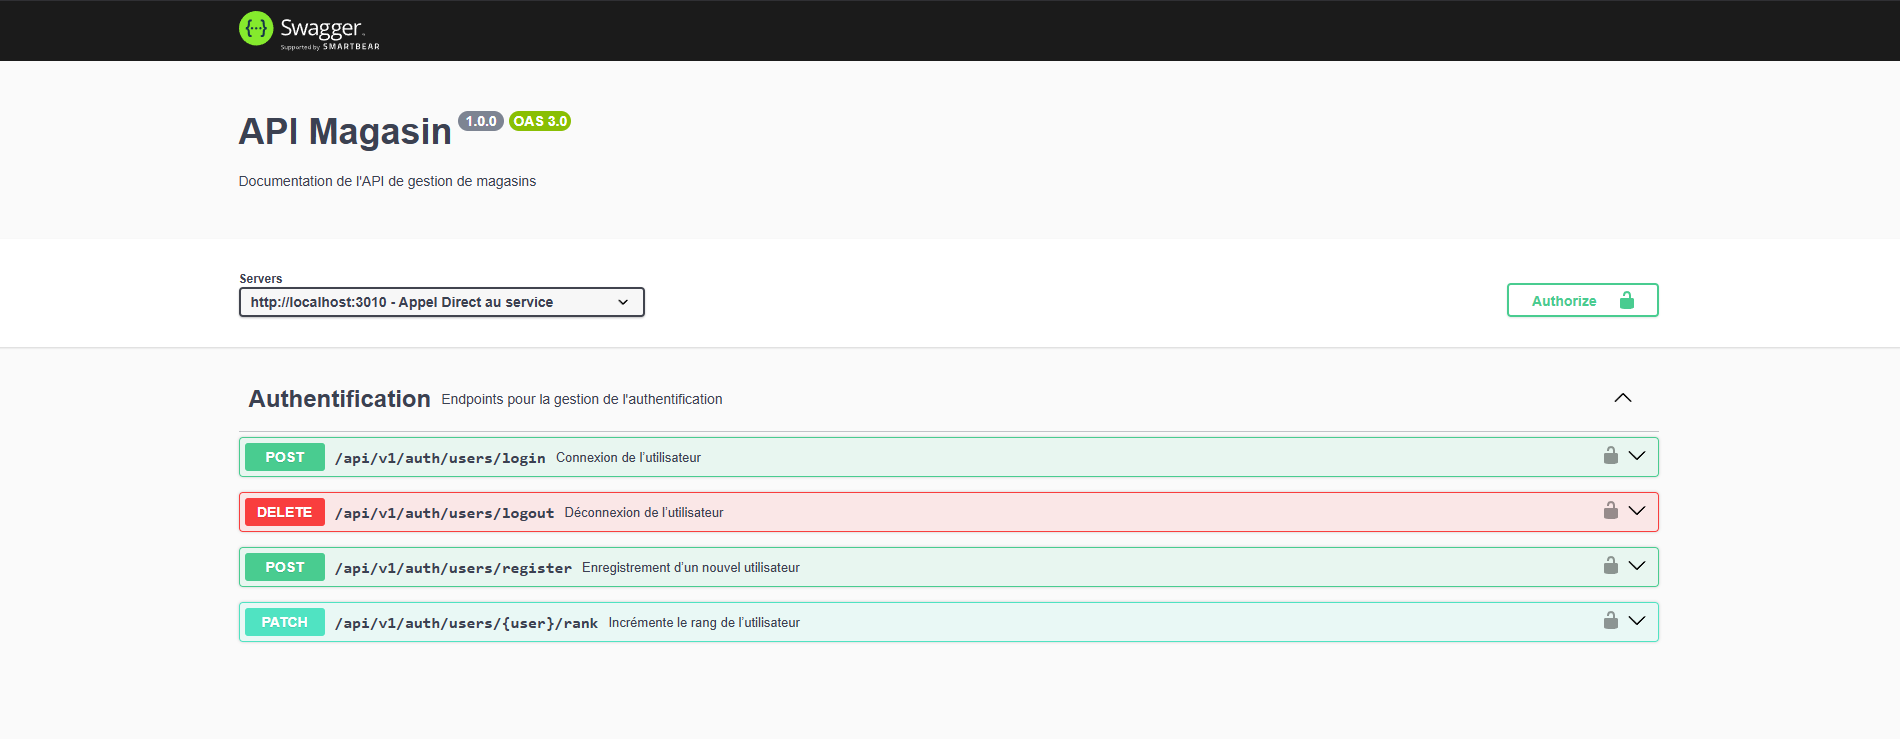 Swagger
Supported by SMARTBEAR
API Magasin 1.0.0 OAS 3.0
Documentation de l'API de gestion de magasins
Servers
http://localhost:3010 - Appel Direct au service
Authorize
Authentification Endpoints pour la gestion de l'authentification
POST /api/v1/auth/users/login Connexion de l’utilisateur
DELETE /api/v1/auth/users/logout Déconnexion de l’utilisateur
POST /api/v1/auth/users/register Enregistrement d’un nouvel utilisateur
PATCH /api/v1/auth/users/{user}/rank Incrémente le rang de l’utilisateur